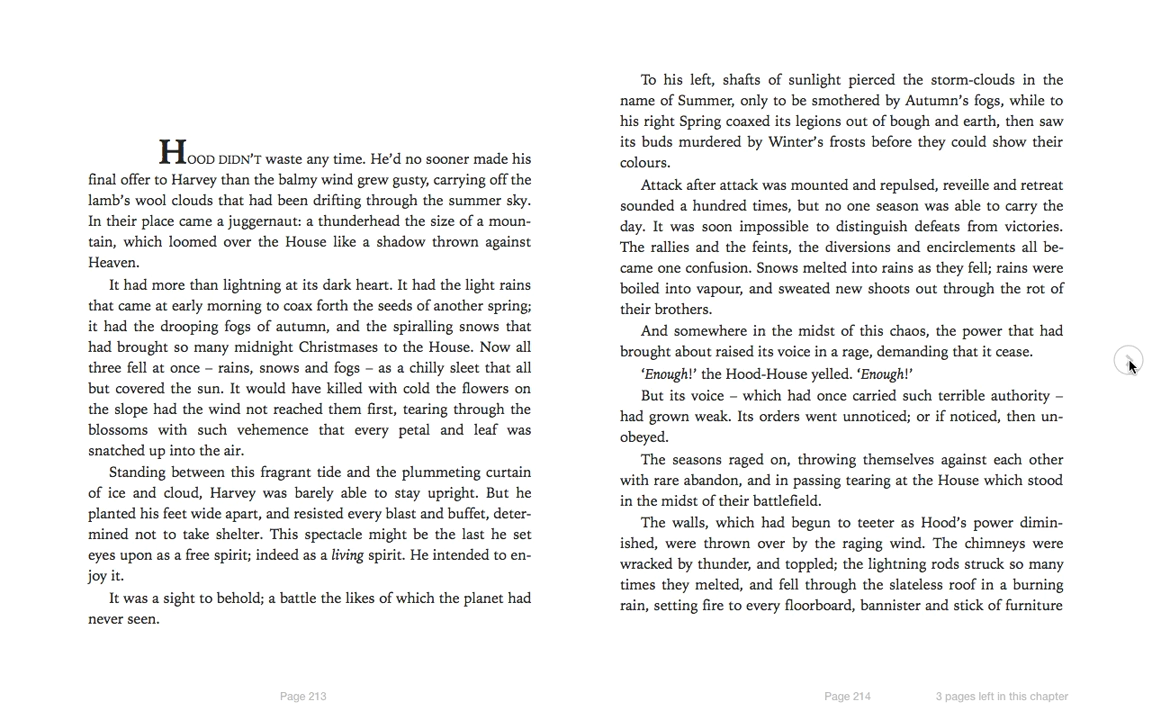 HOOD DIDN’T waste any time. He’d no sooner made his
final offer to Harvey than the balmy wind grew gusty, carrying off the
lamb’s wool clouds that had been drifting through the summer sky.
In their place came a juggernaut: a thunderhead the size of a moun-
tain, which loomed over the House like a shadow thrown against
Heaven.
It had more than lightning at its dark heart. It had the light rains
that came at early morning to coax forth the seeds of another spring;
it had the drooping fogs of autumn, and the spiralling snows that
had brought so many midnight Christmases to the House. Now all
three fell at once – rains, snows and fogs – as a chilly sleet that all
but covered the sun. It would have killed with cold the flowers on
the slope had the wind not reached them first, tearing through the
blossoms with such vehemence that every petal and leaf was
snatched up into the air.
Standing between this fragrant tide and the plummeting curtain
of ice and cloud, Harvey was barely able to stay upright. But he
planted his feet wide apart, and resisted every blast and buffet, deter-
mined not to take shelter. This spectacle might be the last he set
eyes upon as a free spirit; indeed as a living spirit. He intended to en-
joy it.
It was a sight to behold; a battle the likes of which the planet had
never seen.
Page 213
To his left, shafts of sunlight pierced the storm-clouds in the
name of Summer, only to be smothered by Autumn’s fogs, while to
his right Spring coaxed its legions out of bough and earth, then saw
its buds murdered by Winter’s frosts before they could show their
colours.
Attack after attack was mounted and repulsed, reveille and retreat
sounded a hundred times, but no one season was able to carry the
day. It was soon impossible to distinguish defeats from victories.
The rallies and the feints, the diversions and encirclements all be-
came one confusion. Snows melted into rains as they fell; rains were
boiled into vapour, and sweated new shoots out through the rot of
their brothers.
And somewhere in the midst of this chaos, the power that had
brought about raised its voice in a rage, demanding that it cease.
‘Enough!’ the Hood-House yelled. ‘Enough!’
But its voice – which had once carried such terrible authority –
had grown weak. Its orders went unnoticed; or if noticed, then un-
obeyed.
The seasons raged on, throwing themselves against each other
with rare abandon, and in passing tearing at the House which stood
in the midst of their battlefield.
The walls, which had begun to teeter as Hood’s power dimin-
ished, were thrown over by the raging wind. The chimneys were
wracked by thunder, and toppled; the lightning rods struck so many
times they melted, and fell through the slateless roof in a burning
rain, setting fire to every floorboard, bannister and stick of furniture
Page 214
3 pages left in this chapter